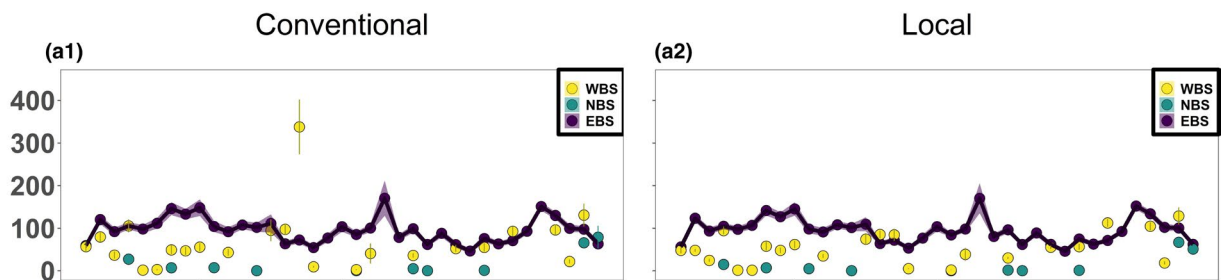 Conventional
Local
(a1)
(a2)
WBS
NBS
EBS
WBS
NBS
EBS
400
300
200
100
0